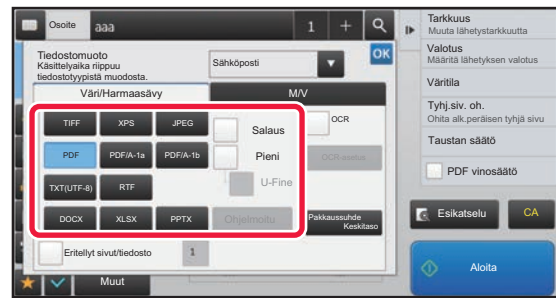 Osoite
aaa
1
Tiedostomuoto
Käsittelyaika riippuu
tiedostotyypistä muodosta.
Sähköposti
OK
Väri/Harmaasävy
M/V
TIFF
XPS
JPEG
Salaus
OCR
PDF
PDF/A-1a
PDF/A-1b
Pieni
OCR-asetus
TXT(UTF-8)
RTF
U-Fine
DOCX
XLSX
PPTX
Ohjelmoitu
Pakkaussuhde
Keskitaso
Eritellyt sivut/tiedosto
1
Muut
Tarkkuus
Muuta lähetystarkkuutta
Valotus
Määritä lähetyksen valotus
Väritila
Tyhj.siv. oh.
Ohita alk.peräisen tyhjä sivu
Taustan säätö
PDF vinosäätö
Esikatselu
CA
Aloita